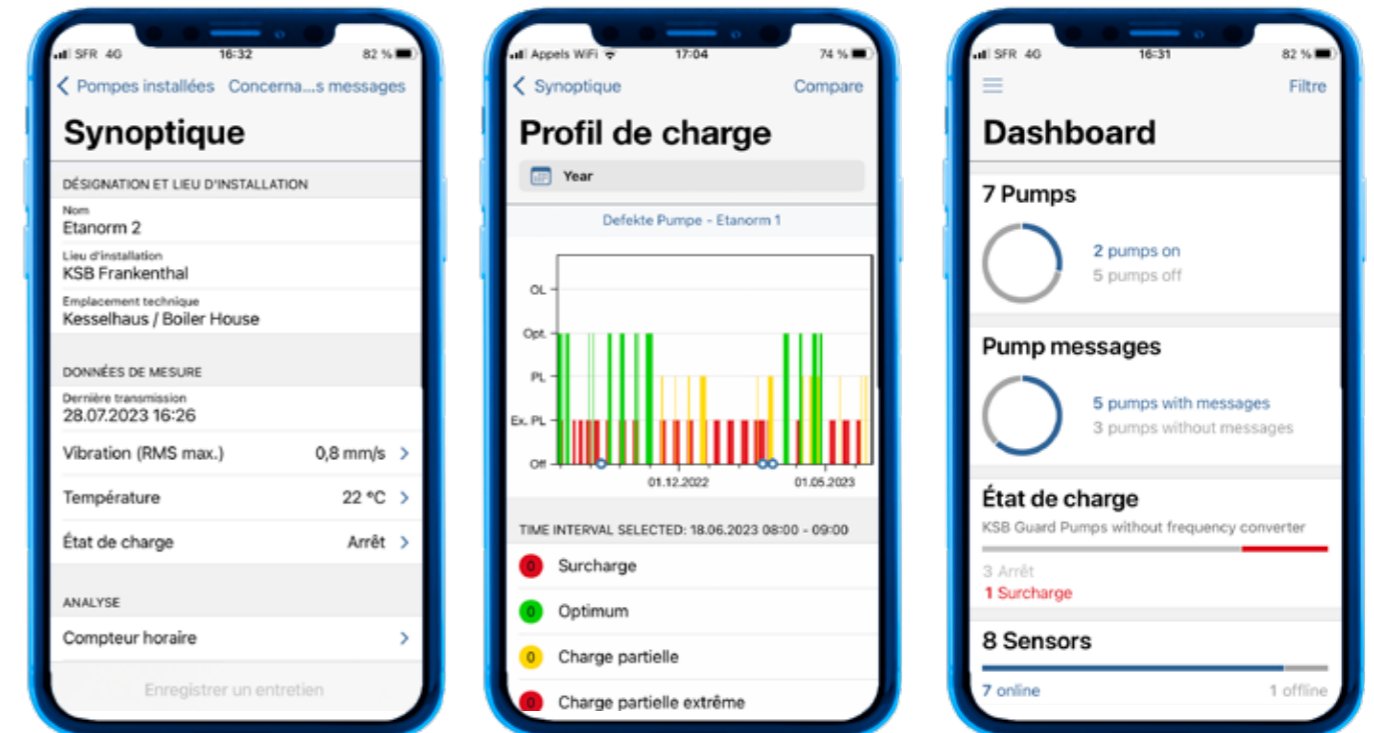 SFR 4G 16:32 82 %
Pompes installées Concerna...s messages
Synoptique
DÉSIGNATION ET LIEU D'INSTALLATION
Nom
Etanorm 2
Lieu d'installation
KSB Frankenthal
Emplacement technique
Kesselhaus / Boiler House
DONNÉES DE MESURE
Dernière transmission
28.07.2023 16:26
Vibration (RMS max.) 0,8 mm/s
Température 22 °C
État de charge Arrêt
ANALYSE
Compteur horaire
Enregistrer un entretien
Appels WiFi 17:04 74 %
Synoptique Compare
Profil de charge
Year
Defekte Pumpe - Etanorm 1
OL
Opt.
PL
Ex. PL
Off
01.12.2022 01.05.2023
TIME INTERVAL SELECTED: 18.06.2023 08:00 - 09:00
0 Surcharge
0 Optimum
0 Charge partielle
0 Charge partielle extrême
SFR 4G 16:31 82 %
Filtre
Dashboard
7 Pumps
2 pumps on
5 pumps off
Pump messages
5 pumps with messages
3 pumps without messages
État de charge
KSB Guard Pumps without frequency converter
3 Arrêt
1 Surcharge
8 Sensors
7 online 1 offline